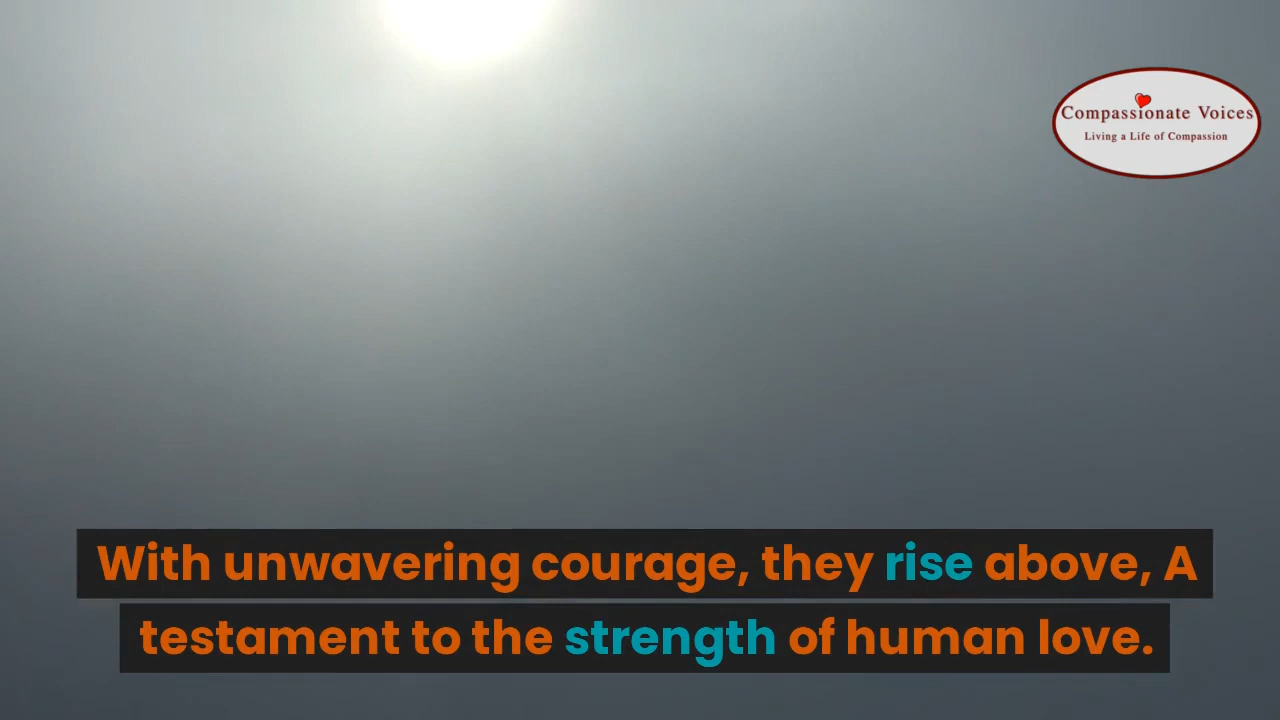 Compassionate Voices
Living a Life of Compassion
With unwavering courage, they rise above, A
testament to the strength of human love.